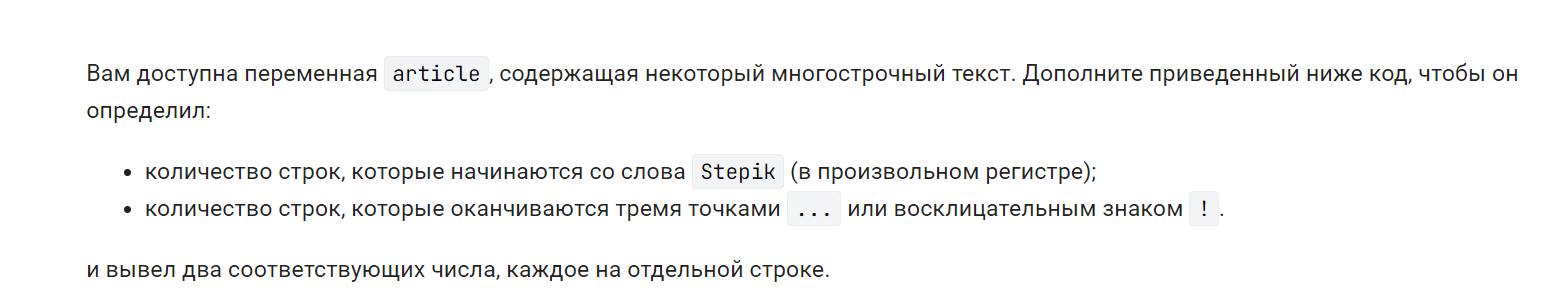 Вам доступна переменная article, содержащая некоторый многострочный текст. Дополните приведенный ниже код, чтобы он
определил:
• количество строк, которые начинаются со слова Stepik (в произвольном регистре);
• количество строк, которые оканчиваются тремя точками ... или восклицательным знаком !.
и вывел два соответствующих числа, каждое на отдельной строке.